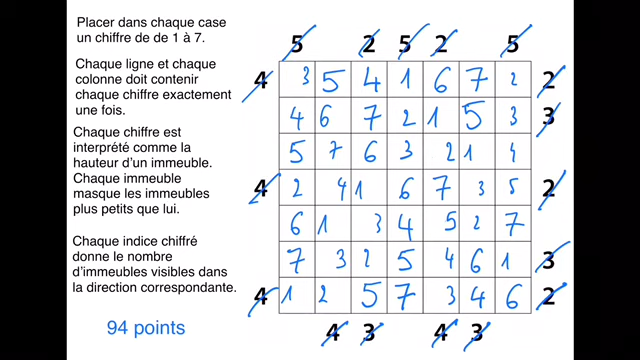 Placer dans chaque case
un chiffre de de 1 à 7.
Chaque ligne et chaque
colonne doit contenir
chaque chiffre exactement
une fois.
Chaque chiffre est
interprété comme la
hauteur d'un immeuble.
Chaque immeuble
masque les immeubles
plus petits que lui.
Chaque indice chiffré
donne le nombre
d'immeubles visibles dans
la direction correspondante.
94 points
5 2 5 2 5
4 3 5 4 1 6 7 2 2
4 6 7 2 1 5 3 3
5 7 6 3 2 1 4
4 2 4 1 6 7 3 5 2
6 1 3 4 5 2 7
7 3 2 5 4 6 1 3
4 1 2 5 7 3 4 6 2
4 3 4 3